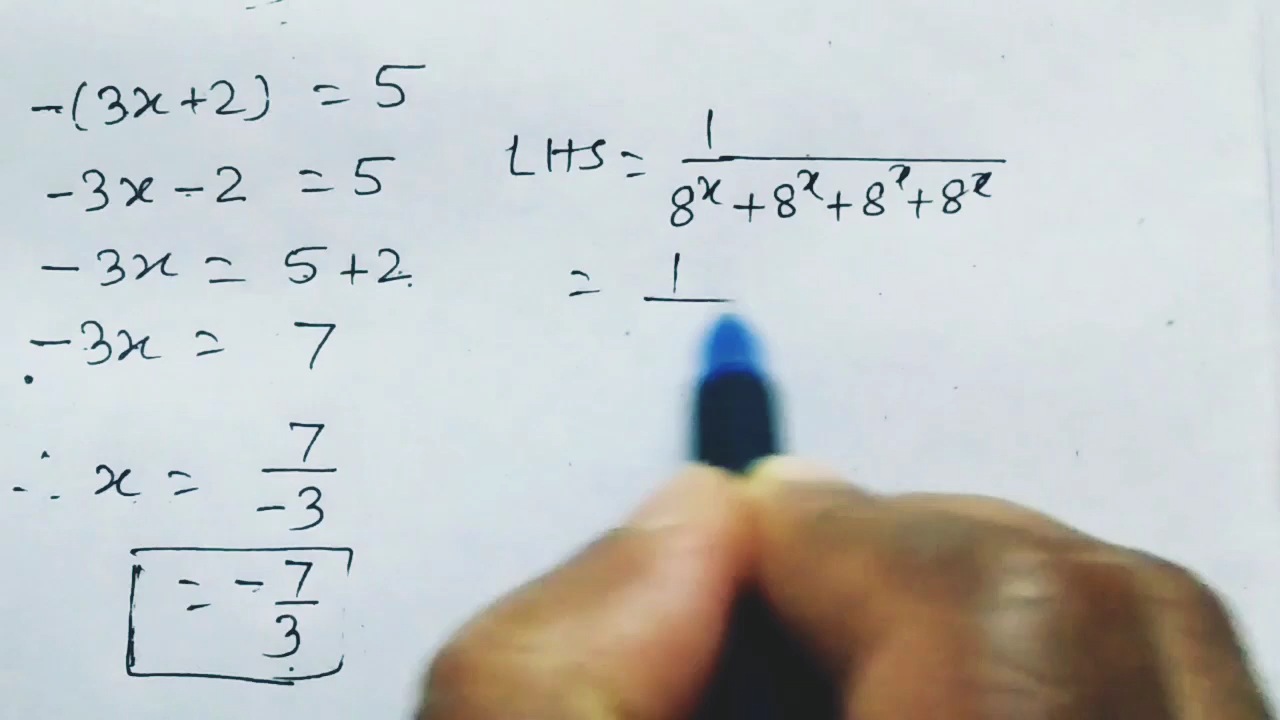 -(3x+2) = 5
-3x-2 = 5
-3x = 5+2
-3x = 7
∴ x = 7/-3
= -7/3
LHS = 1/(8^x+8^x+8^x+8^x)
= 1